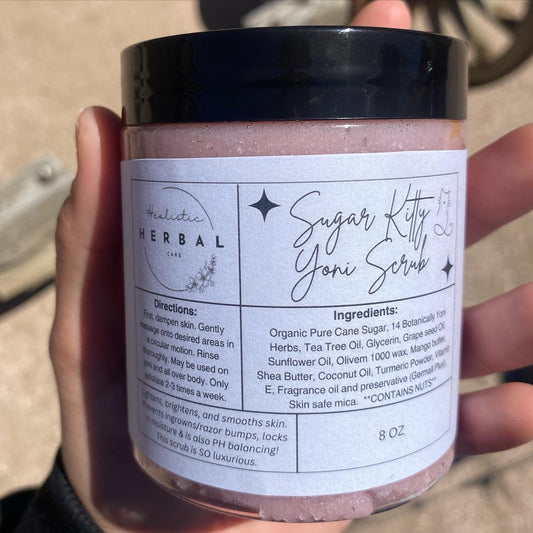 Healistic
HERBAL
CARE
Sugar Kitty
Yoni Scrub
Directions:
First, dampen skin. Gently
massage onto desired areas in
a circular motion. Rinse
thoroughly. May be used on
yoni and all over body. Only
exfoliate 2-3 times a week.
Ingredients:
Organic Pure Cane Sugar, 14 Botanically Yoni
Herbs, Tea Tree Oil, Glycerin, Grape seed Oil,
Sunflower Oil, Olivem 1000 wax, Mango butter,
Shea Butter, Coconut Oil, Turmeric Powder, Vitamin
E, Fragrance oil and preservative (Germall Plus),
Skin safe mica. **CONTAINS NUTS**
Tightens, brightens, and smooths skin.
Prevents ingrowns/razor bumps, locks
in moisture & is also PH balancing!
This scrub is SO luxurious.
8 OZ